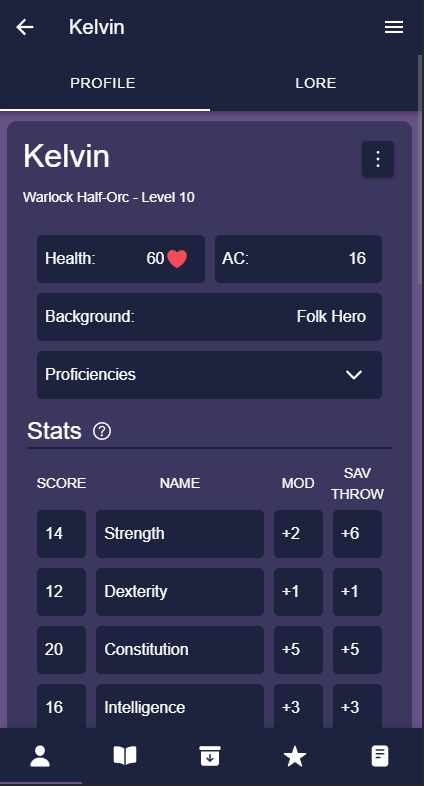 Kelvin
PROFILE LORE
Kelvin
Warlock Half-Orc - Level 10
Health: 60 AC: 16
Background: Folk Hero
Proficiencies
Stats ?
SCORE NAME MOD SAV THROW
14 Strength +2 +6
12 Dexterity +1 +1
20 Constitution +5 +5
16 Intelligence +3 +3